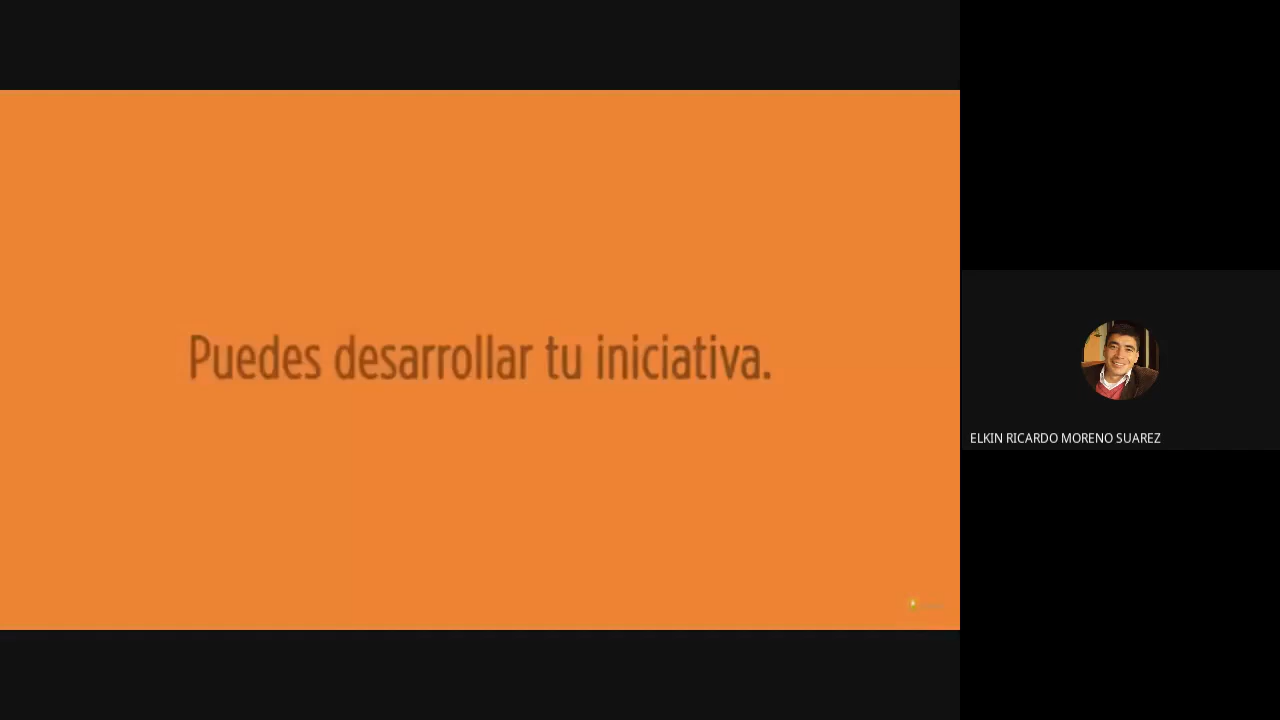 Puedes desarrollar tu iniciativa.
ELKIN RICARDO MORENO SUAREZ